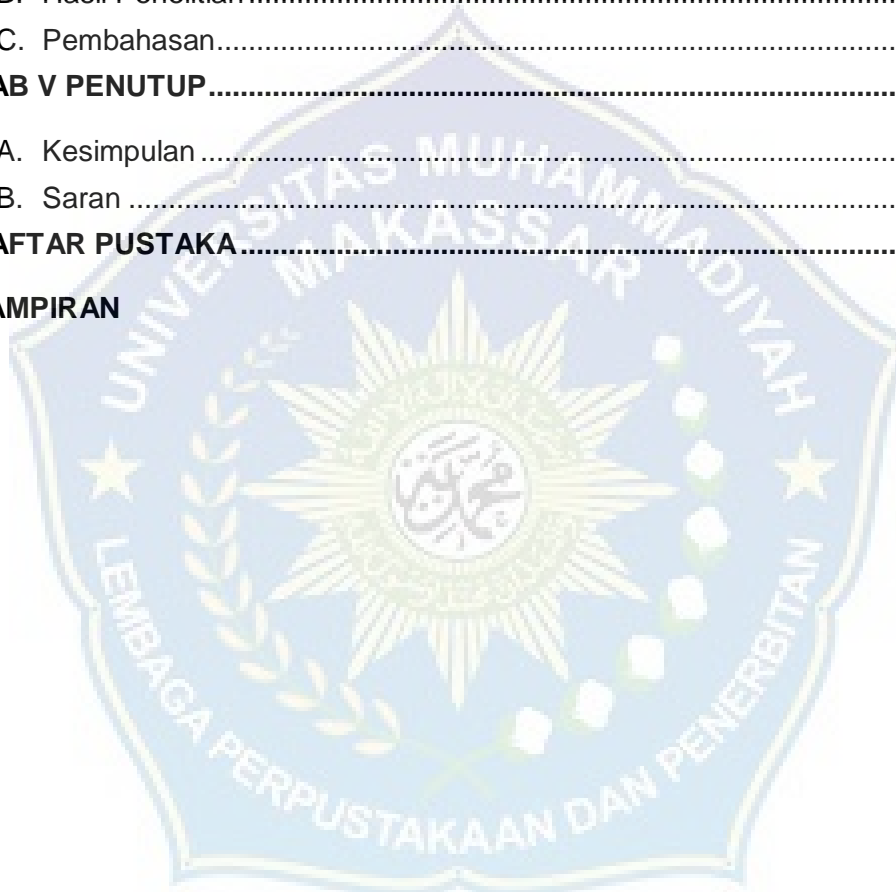 C. Pembahasan..................................................................................
AB V PENUTUP..................................................................................
A. Kesimpulan..................................................................................
B. Saran..................................................................................
AFTAR PUSTAKA..................................................................................
AMPIRAN
UNIVERSITAS MUHAMMADIYAH
MAKASSAR
LEMBAGA PERPUSTAKAAN DAN PENERBITAN